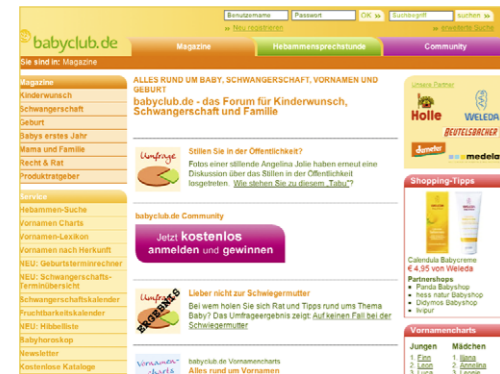 Benutzername
Passwort
OK »
Suchbegriff
suchen »
» Neu registrieren
» erweiterte Suche
babyclub.de
Magazine
Hebammensprechstunde
Community
Sie sind in: Magazine
Magazine
Kinderwunsch
Schwangerschaft
Geburt
Babys erstes Jahr
Mama und Familie
Recht & Rat
Produktratgeber
Service
Hebammen-Suche
Vornamen Charts
Vornamen-Lexikon
Vornamen nach Herkunft
NEU: Geburtsterminrechner
NEU: Schwangerschafts-
Terminübersicht
Schwangerschaftskalender
Fruchtbarkeitskalender
NEU: Hibbelliste
Babyhoroskop
Newsletter
Kostenlose Kataloge
ALLES RUND UM BABY, SCHWANGERSCHAFT, VORNAMEN UND
GEBURT
babyclub.de - das Forum für Kinderwunsch,
Schwangerschaft und Familie
Umfrage
Stillen Sie in der Öffentlichkeit?
Fotos einer stillende Angelina Jolie haben erneut eine
Diskussion über das Stillen in der Öffentlichkeit
losgetreten. Wie stehen Sie zu diesem „Tabu“?
babyclub.de Community
Jetzt kostenlos
anmelden und gewinnen
Umfrage
ERGEBNIS
Lieber nicht zur Schwiegermutter
Bei wem holen Sie sich Rat und Tipps rund ums Thema
Baby? Das Umfrageergebnis zeigt: Auf keinen Fall bei der
Schwiegermutter
Vornamen-
charts
babyclub.de Vornamencharts
Alles rund um Vornamen
Unsere Partner
Holle
WELEDA
BEUTELSBACHER
demeter
medela
Shopping-Tipps
Calendula Babycreme
€ 4,95 von Weleda
Partnershops
Panda Babyshop
hess natur Babyshop
Didymos Babyshop
Vornamencharts
Jungen
Mädchen
1. Finn
1.
2. Leon
2.
3. Luca
3. Leonie